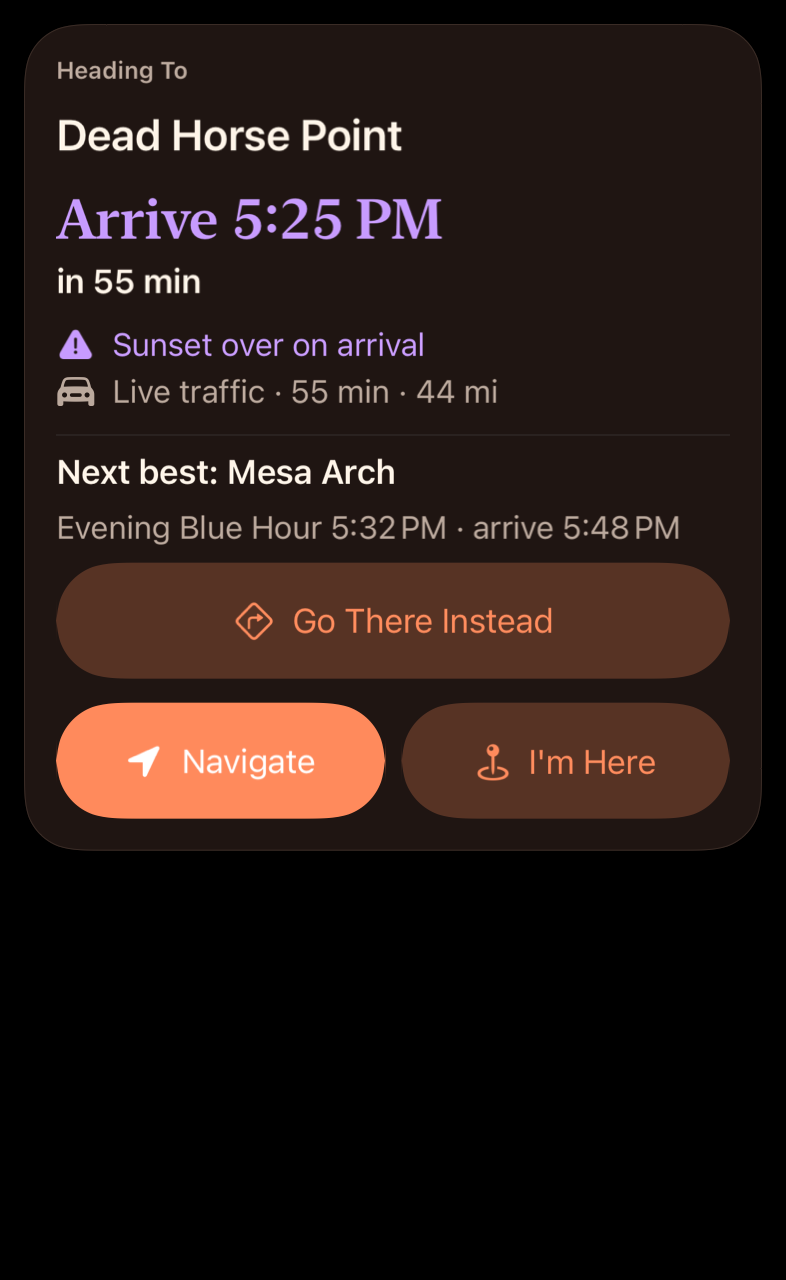 Heading To
Dead Horse Point
Arrive 5:25 PM
in 55 min
Sunset over on arrival
Live traffic · 55 min · 44 mi
Next best: Mesa Arch
Evening Blue Hour 5:32 PM · arrive 5:48 PM
Go There Instead
Navigate
I'm Here